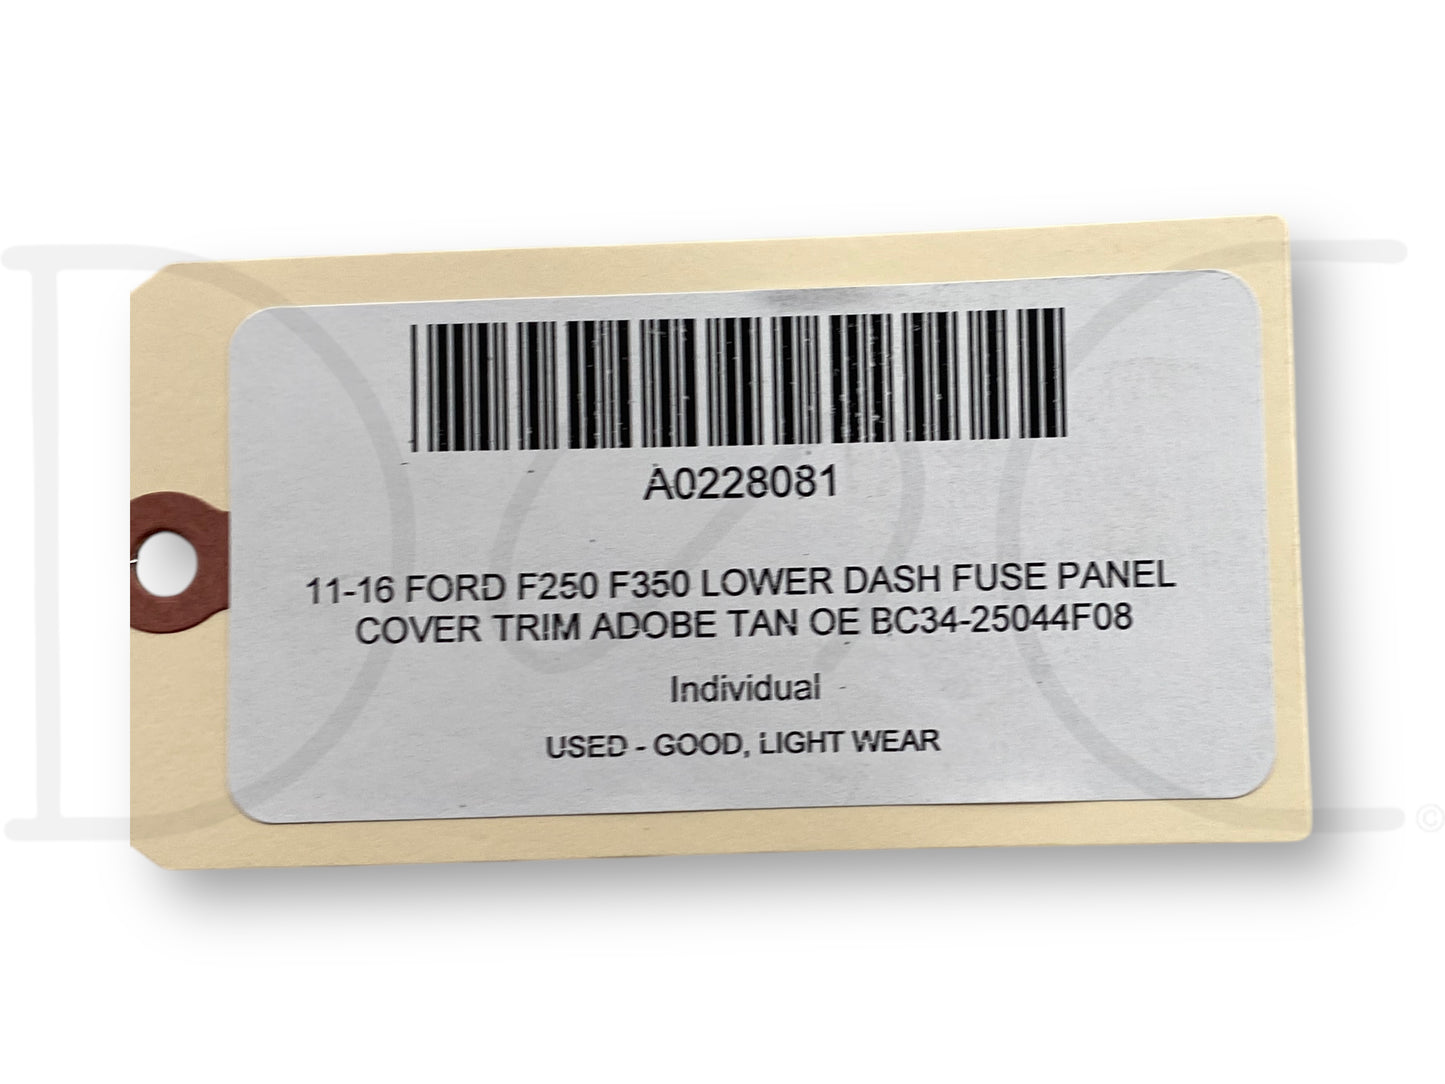 A0228081
11-16 FORD F250 F350 LOWER DASH FUSE PANEL
COVER TRIM ADOBE TAN OE BC34-25044F08
Individual
USED - GOOD, LIGHT WEAR
©